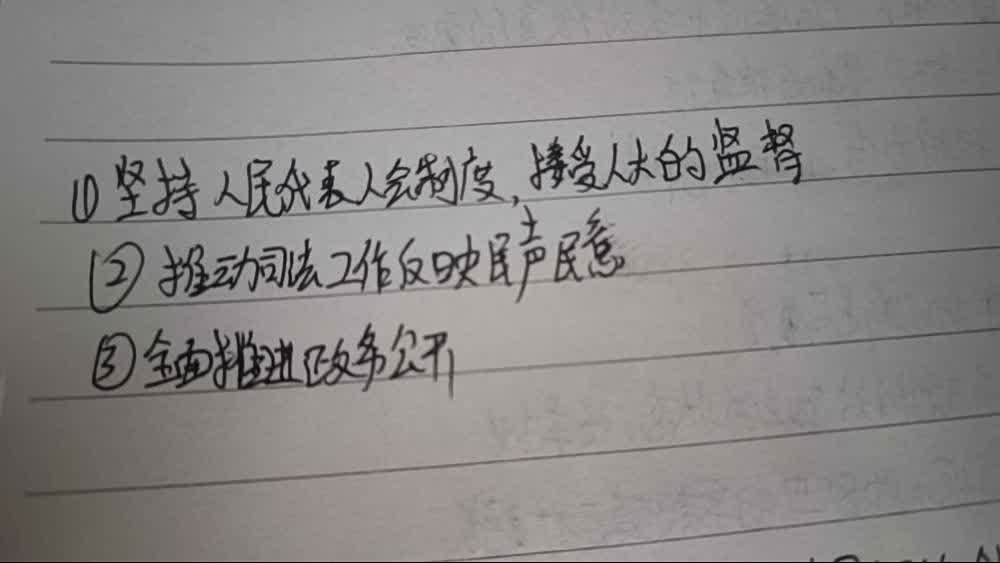 ①坚持人民代表人会制度,接受人大的监督
②推动司法工作反映民声民意
③全面推进政务公开